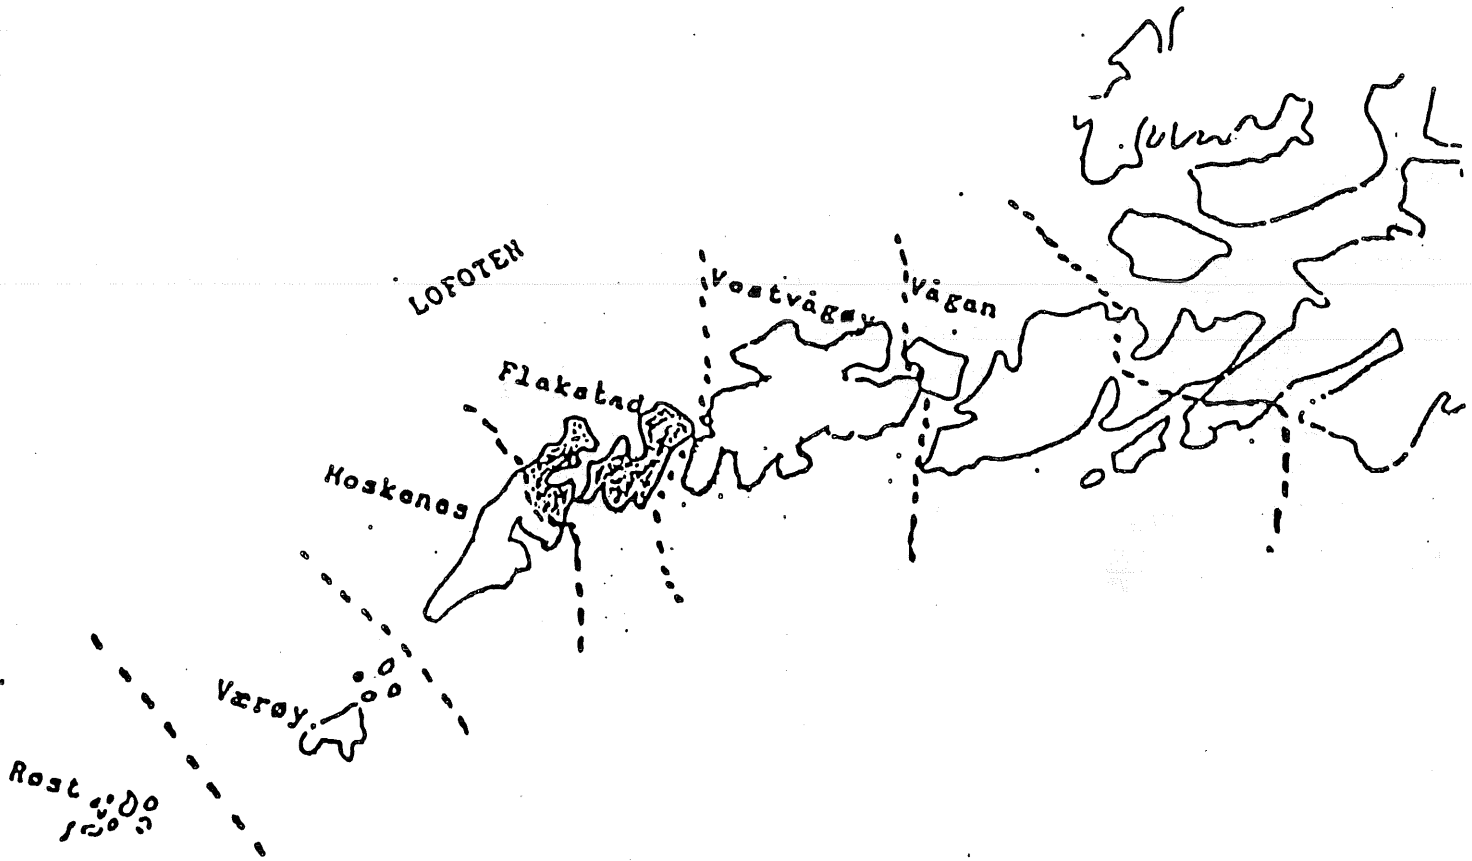 LOFOTEN
Vågan
Vestvågøy
Flakstad
Moskenes
Værøy
Røst